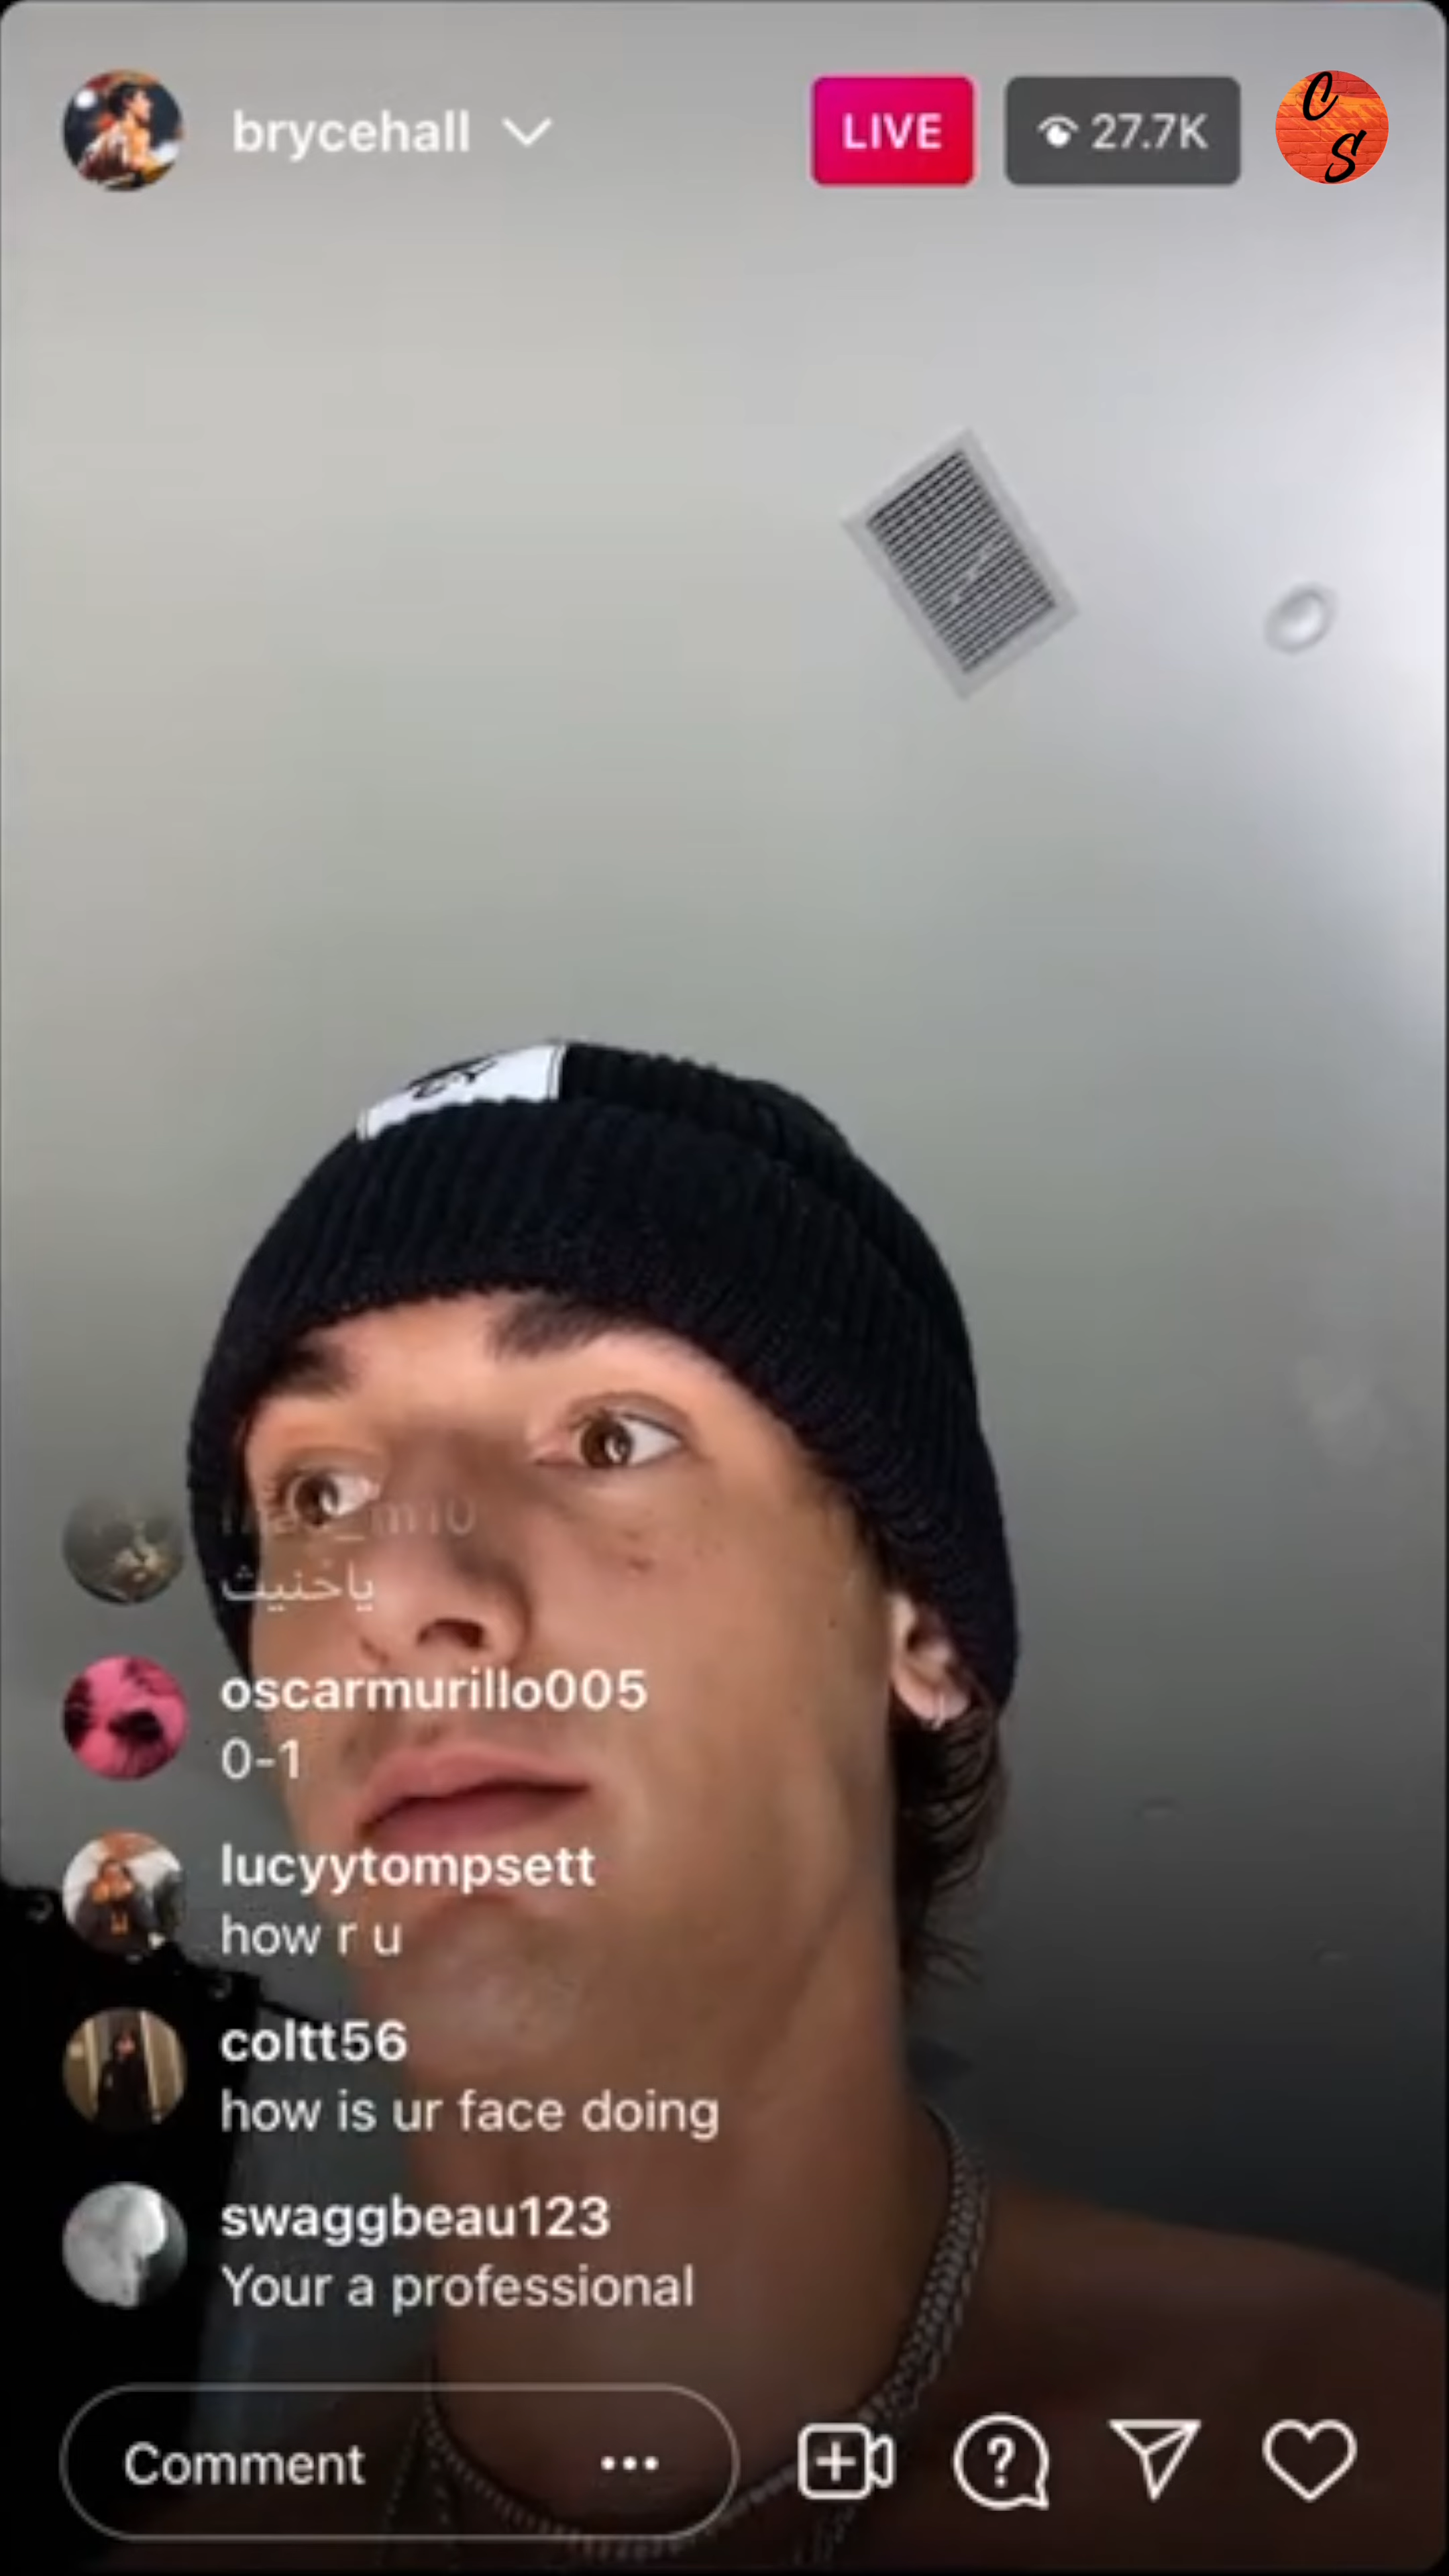 brycehall
LIVE
27.7K
C
S
ياخنيث
oscarmurillo005
0-1
lucyytompsett
how r u
coltt56
how is ur face doing
swaggbeau123
Your a professional
Comment